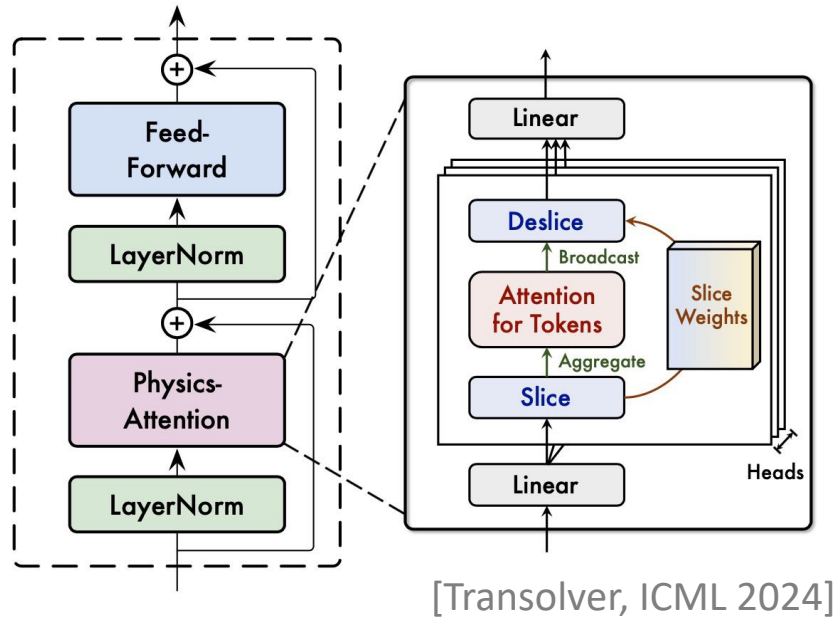 Feed-
Forward
LayerNorm
Physics-
Attention
LayerNorm
Linear
Deslice
Broadcast
Attention
for Tokens
Slice
Weights
Aggregate
Slice
Heads
Linear
[Transolver, ICML 2024]